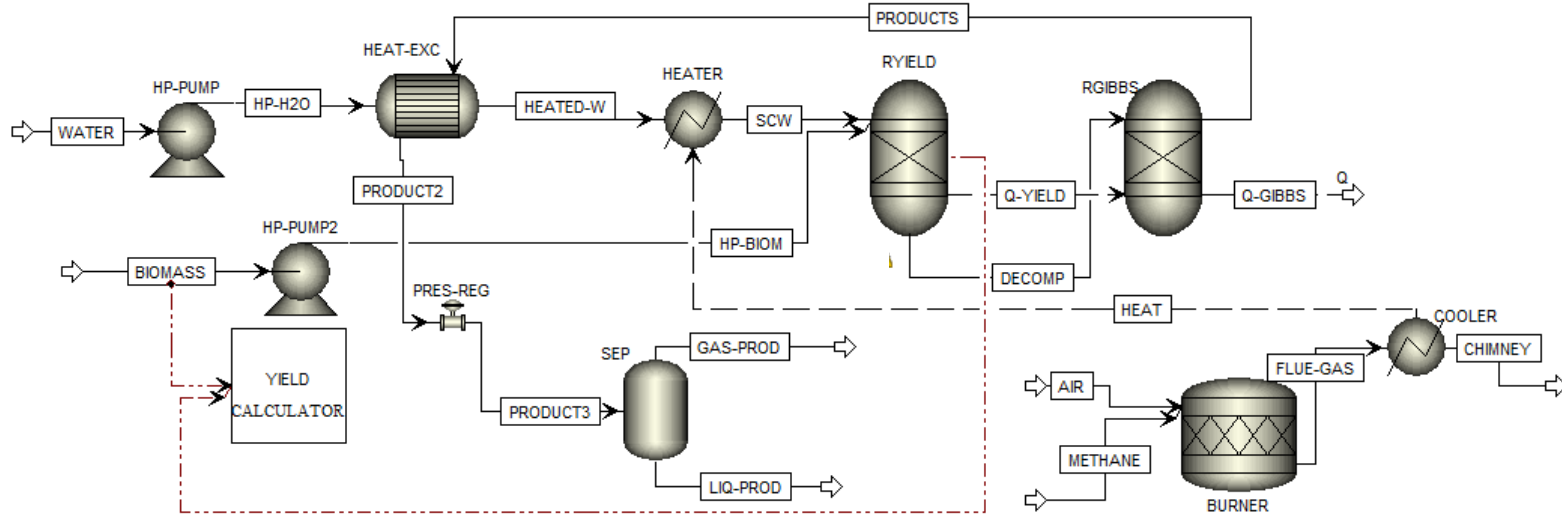 PRODUCTS
HEAT-EXC
RYIELD
HEATER
RGIBBS
HP-PUMP
HP-H2O
HEATED-W
SCW
WATER
Q
PRODUCT2
Q-YIELD
Q-GIBBS
HP-PUMP2
HP-BIOM
BIOMASS
DECOMP
PRES-REG
HEAT
COOLER
SEP
GAS-PROD
CHIMNEY
FLUE-GAS
YIELD
CALCULATOR
AIR
PRODUCT3
METHANE
LIQ-PROD
BURNER